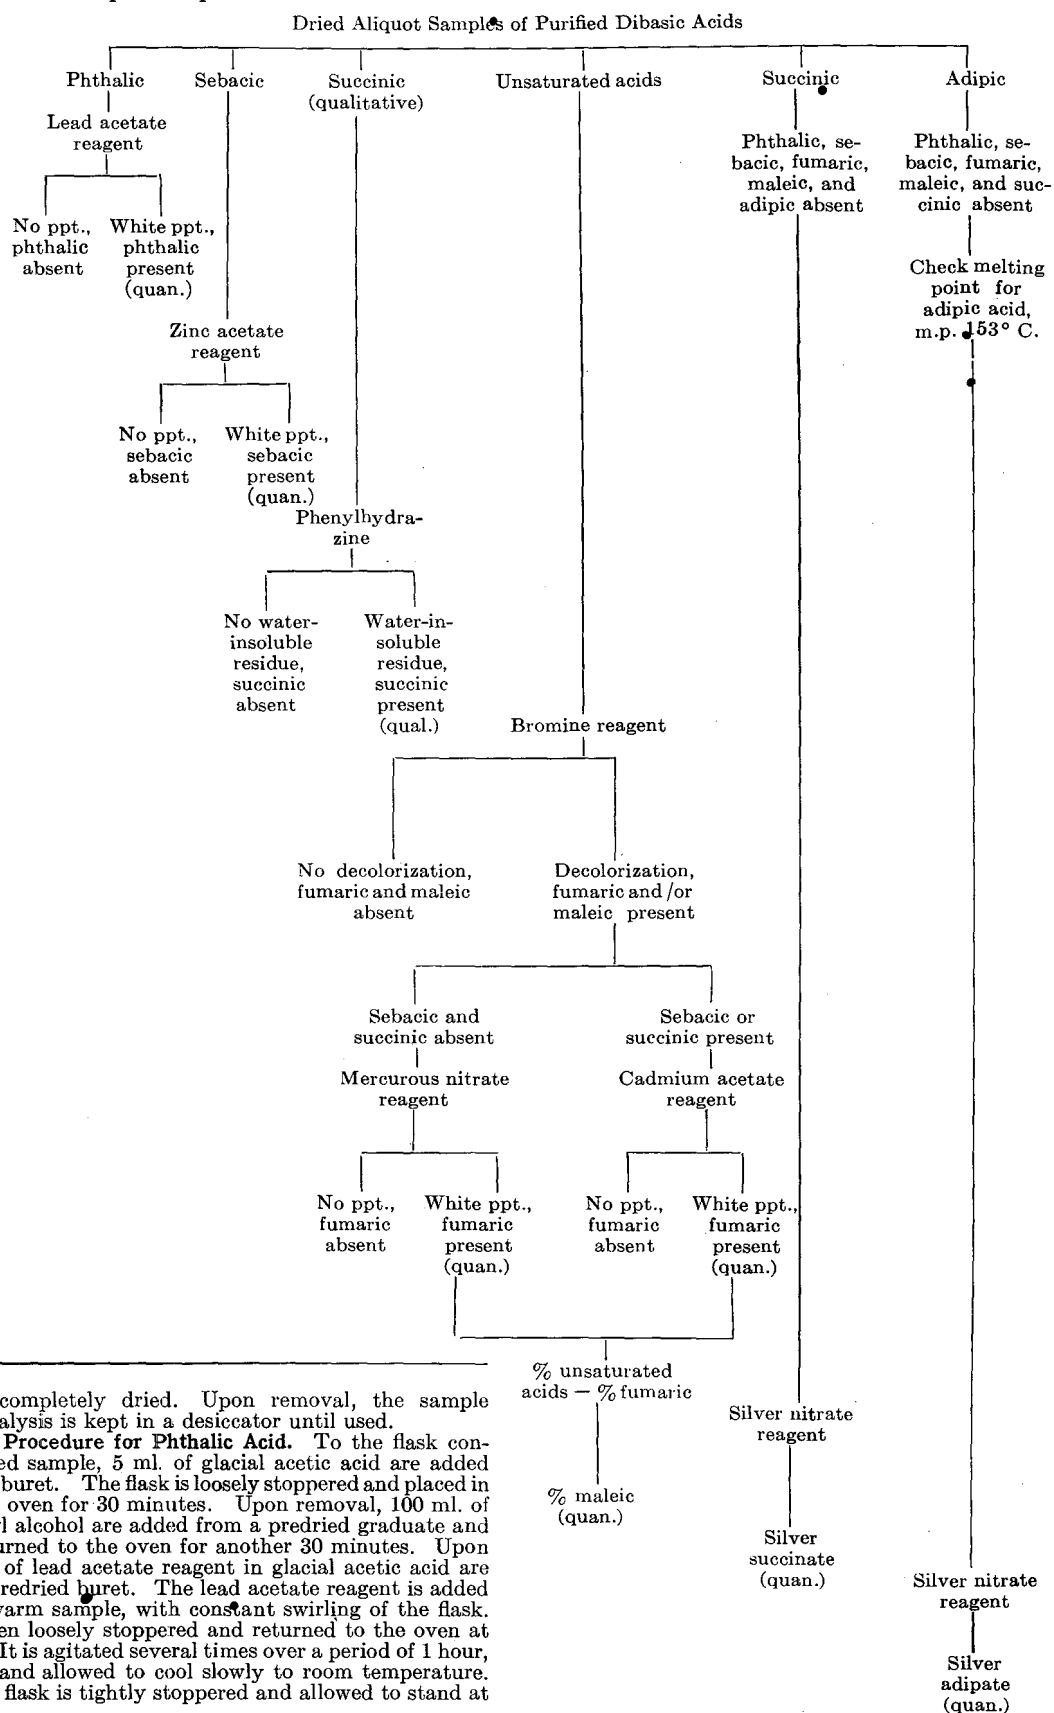 Dried Aliquot Samples of Purified Dibasic Acids
Phthalic
Lead acetate
reagent
No ppt.,
phthalic
absent
White ppt.,
phthalic
present
(quan.)
Sebacic
Zinc acetate
reagent
No ppt.,
sebacic
absent
White ppt.,
sebacic
present
(quan.)
Succinic
(qualitative)
Phenylhydra-
zine
No water-
insoluble
residue,
succinic
absent
Water-in-
soluble
residue,
succinic
present
(qual.)
Unsaturated acids
Bromine reagent
No decolorization,
fumaric and maleic
absent
Decolorization,
fumaric and/or
maleic present
Sebacic and
succinic absent
Mercurous nitrate
reagent
No ppt.,
fumaric
absent
White ppt.,
fumaric
present
(quan.)
Sebacic or
succinic present
Cadmium acetate
reagent
No ppt.,
fumaric
absent
White ppt.,
fumaric
present
(quan.)
% unsaturated
acids — % fumaric
% maleic
(quan.)
Succinic
Phthalic, se-
bacic, fumaric,
maleic, and
adipic absent
Silver nitrate
reagent
Silver
succinate
(quan.)
Adipic
Phthalic, se-
bacic, fumaric,
maleic, and suc-
cinic absent
Check melting
point for
adipic acid,
m.p. 153° C.
Silver nitrate
reagent
Silver
adipate
(quan.)
completely dried. Upon removal, the sample
alysis is kept in a desiccator until used.
Procedure for Phthalic Acid. To the flask con-
ed sample, 5 ml. of glacial acetic acid are added
buret. The flask is loosely stoppered and placed in
oven for 30 minutes. Upon removal, 100 ml. of
l alcohol are added from a predried graduate and
urned to the oven for another 30 minutes. Upon
of lead acetate reagent in glacial acetic acid are
redried buret. The lead acetate reagent is added
arm sample, with constant swirling of the flask.
en loosely stoppered and returned to the oven at
It is agitated several times over a period of 1 hour,
and allowed to cool slowly to room temperature.
flask is tightly stoppered and allowed to stand at